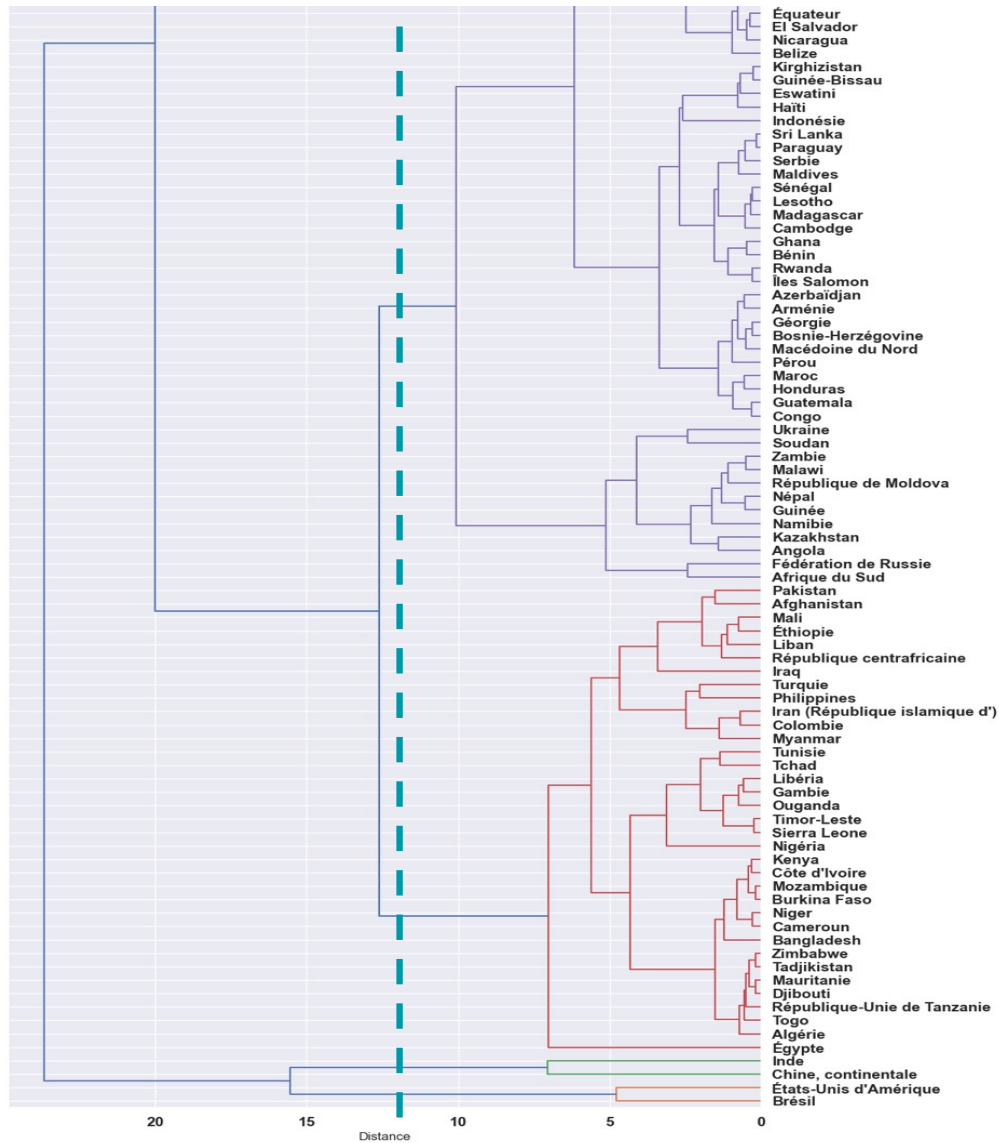 Équateur
El Salvador
Nicaragua
Belize
Kirghizistan
Guinée-Bissau
Eswatini
Haïti
Indonésie
Sri Lanka
Paraguay
Serbie
Maldives
Sénégal
Lesotho
Madagascar
Cambodge
Ghana
Bénin
Rwanda
Îles Salomon
Azerbaïdjan
Arménie
Géorgie
Bosnie-Herzégovine
Macédoine du Nord
Pérou
Maroc
Honduras
Guatemala
Congo
Ukraine
Soudan
Zambie
Malawi
République de Moldova
Népal
Guinée
Namibie
Kazakhstan
Angola
Fédération de Russie
Afrique du Sud
Pakistan
Afghanistan
Mali
Éthiopie
Liban
République centrafricaine
Iraq
Turquie
Philippines
Iran (République islamique d')
Colombie
Myanmar
Tunisie
Tchad
Libéria
Gambie
Ouganda
Timor-Leste
Sierra Leone
Nigéria
Kenya
Côte d'Ivoire
Mozambique
Burkina Faso
Niger
Cameroun
Bangladesh
Zimbabwe
Tadjikistan
Mauritanie
Djibouti
République-Unie de Tanzanie
Togo
Algérie
Égypte
Inde
Chine, continentale
États-Unis d'Amérique
Brésil
20 15 10 5 0
Distance